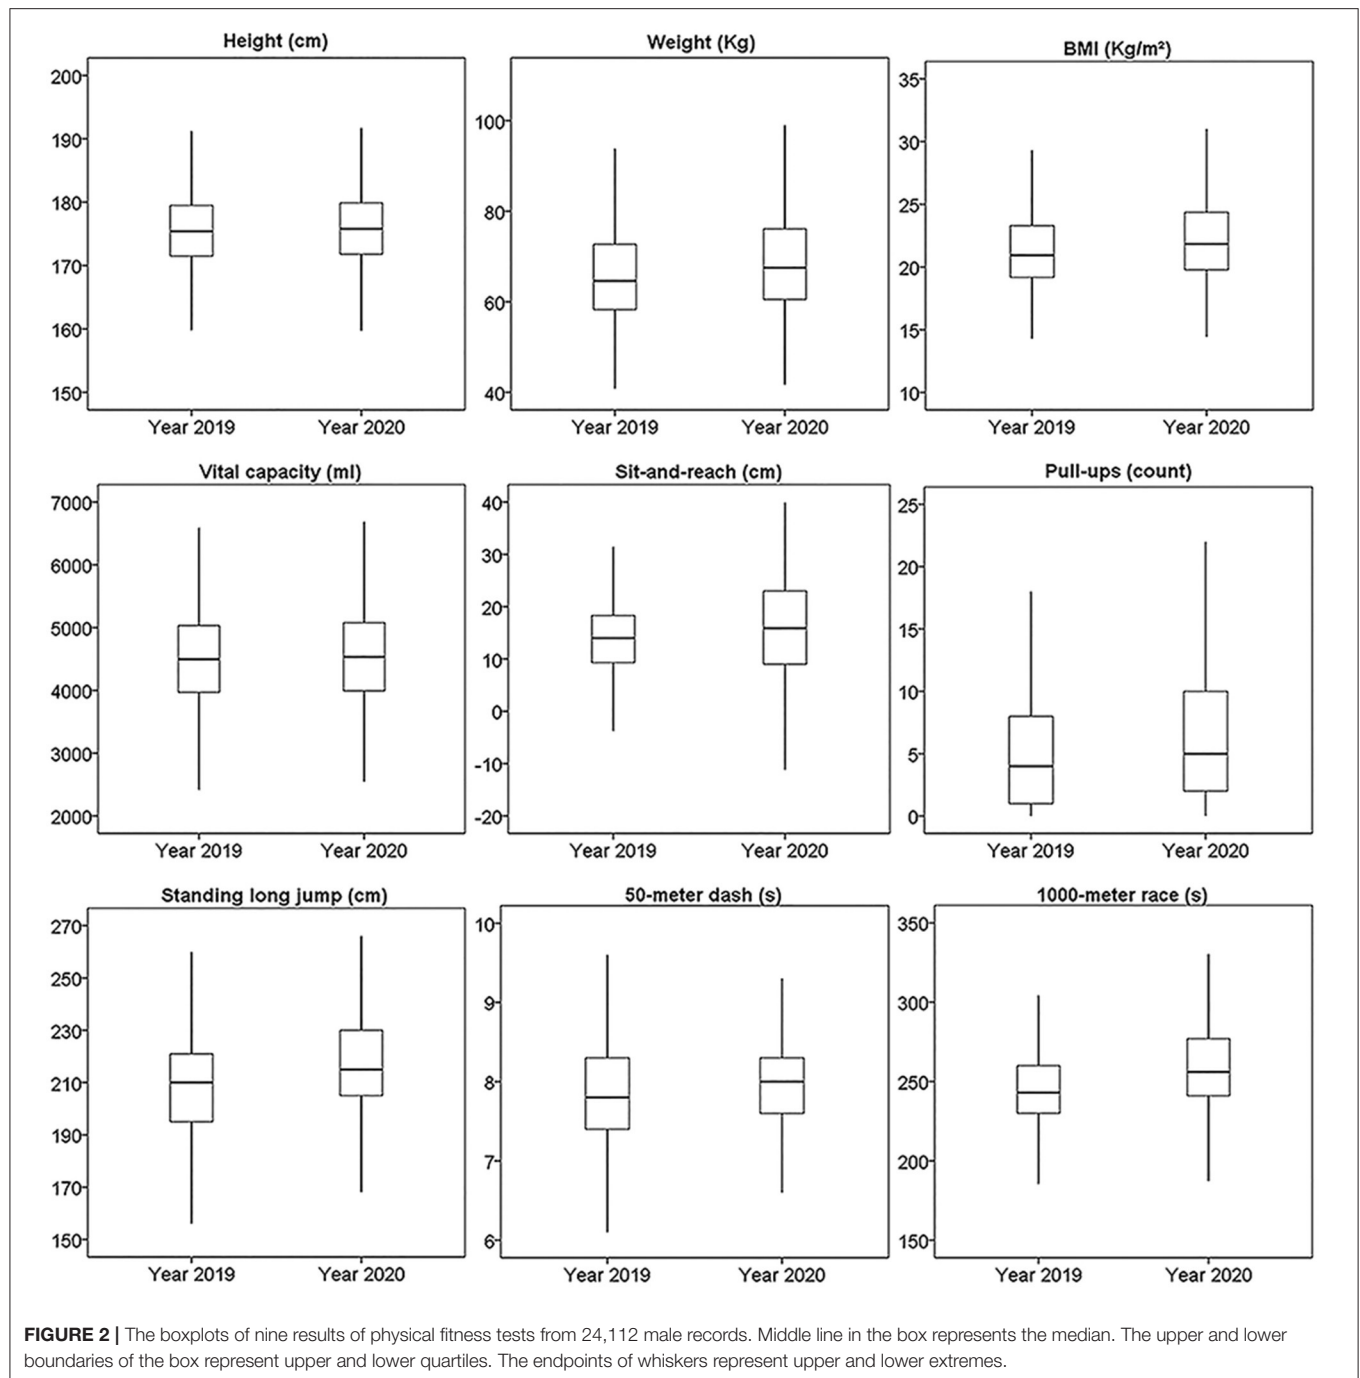 Height (cm)
200
190
180
170
160
150
Year 2019
Year 2020
Weight (Kg)
100
80
60
40
Year 2019
Year 2020
BMI (Kg/m²)
35
30
25
20
15
10
Year 2019
Year 2020
Vital capacity (ml)
7000
6000
5000
4000
3000
2000
Year 2019
Year 2020
Sit-and-reach (cm)
40
30
20
10
0
-10
-20
Year 2019
Year 2020
Pull-ups (count)
25
20
15
10
5
0
Year 2019
Year 2020
Standing long jump (cm)
270
250
230
210
190
170
150
Year 2019
Year 2020
50-meter dash (s)
10
9
8
7
6
Year 2019
Year 2020
1000-meter race (s)
350
300
250
200
150
Year 2019
Year 2020
FIGURE 2 | The boxplots of nine results of physical fitness tests from 24,112 male records. Middle line in the box represents the median. The upper and lower
boundaries of the box represent upper and lower quartiles. The endpoints of whiskers represent upper and lower extremes.